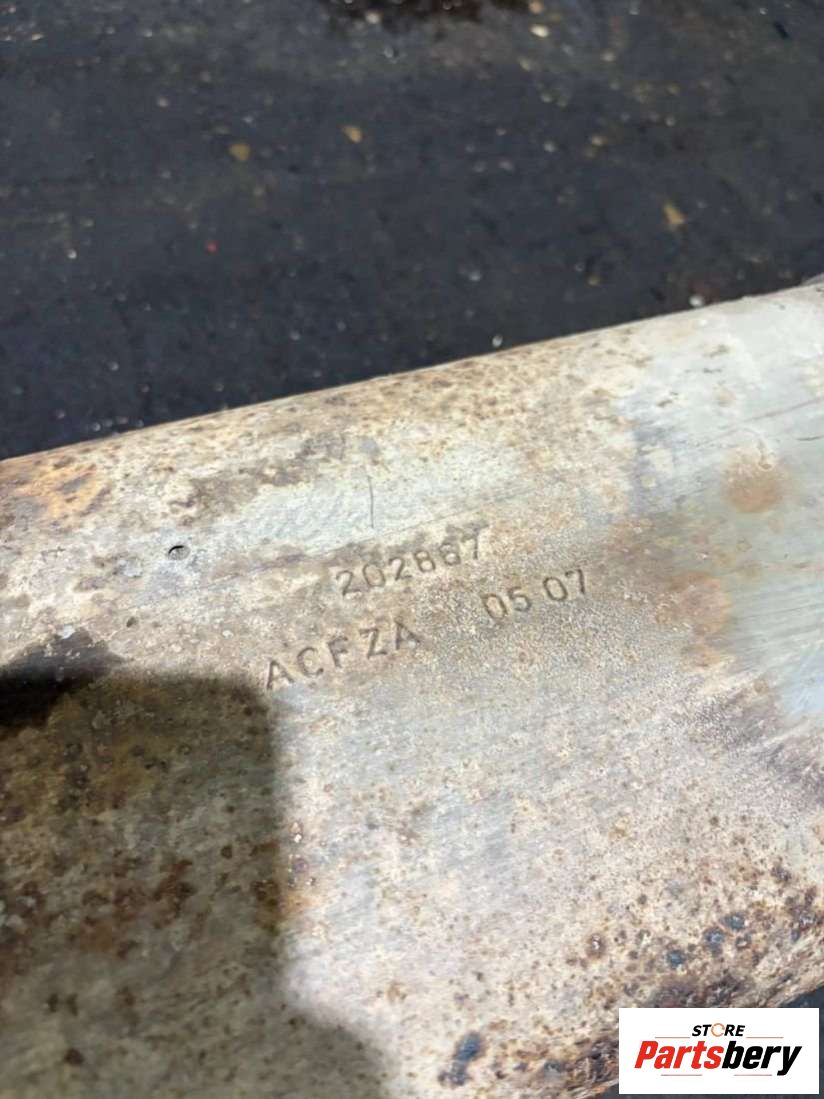 202867
ACFZA 05 07
STORE
Partsbery